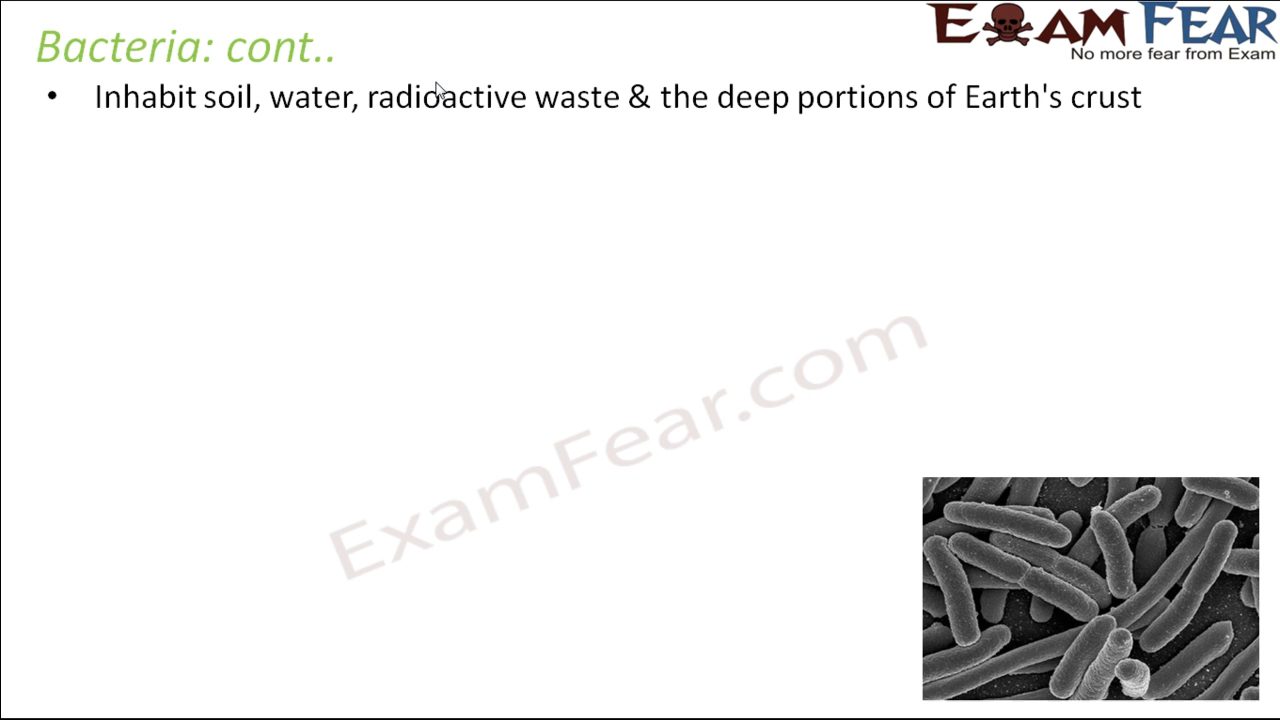 Bacteria: cont..
EXAM FEAR
No more fear from Exam
• Inhabit soil, water, radioactive waste & the deep portions of Earth's crust
ExamFear.com